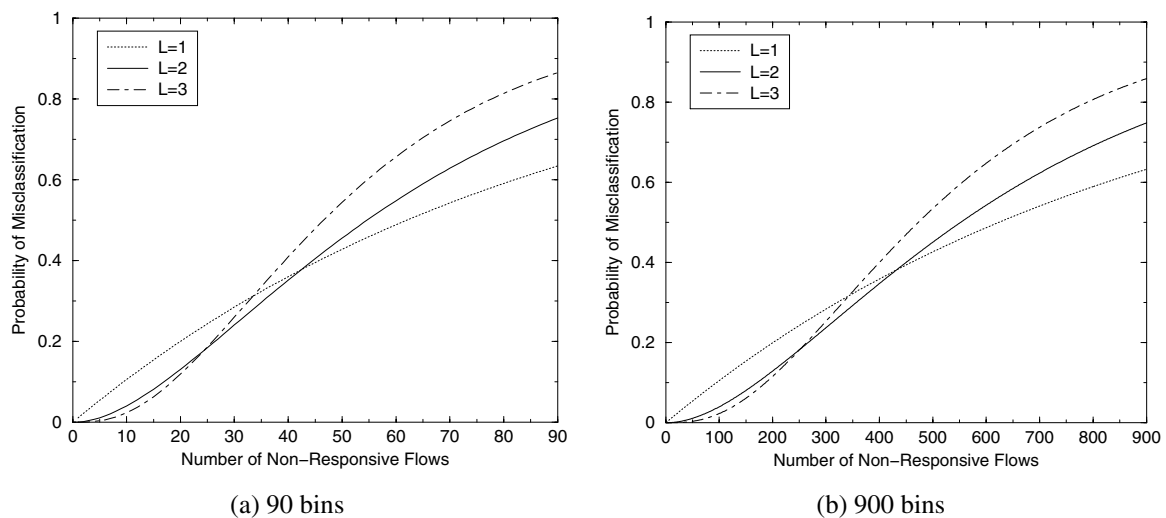 1
0.8
0.6
0.4
0.2
0
L=1
L=2
L=3
Probability of Misclassification
0 10 20 30 40 50 60 70 80 90
Number of Non−Responsive Flows
(a) 90 bins
1
0.8
0.6
0.4
0.2
0
L=1
L=2
L=3
Probability of Misclassification
0 100 200 300 400 500 600 700 800 900
Number of Non−Responsive Flows
(b) 900 bins